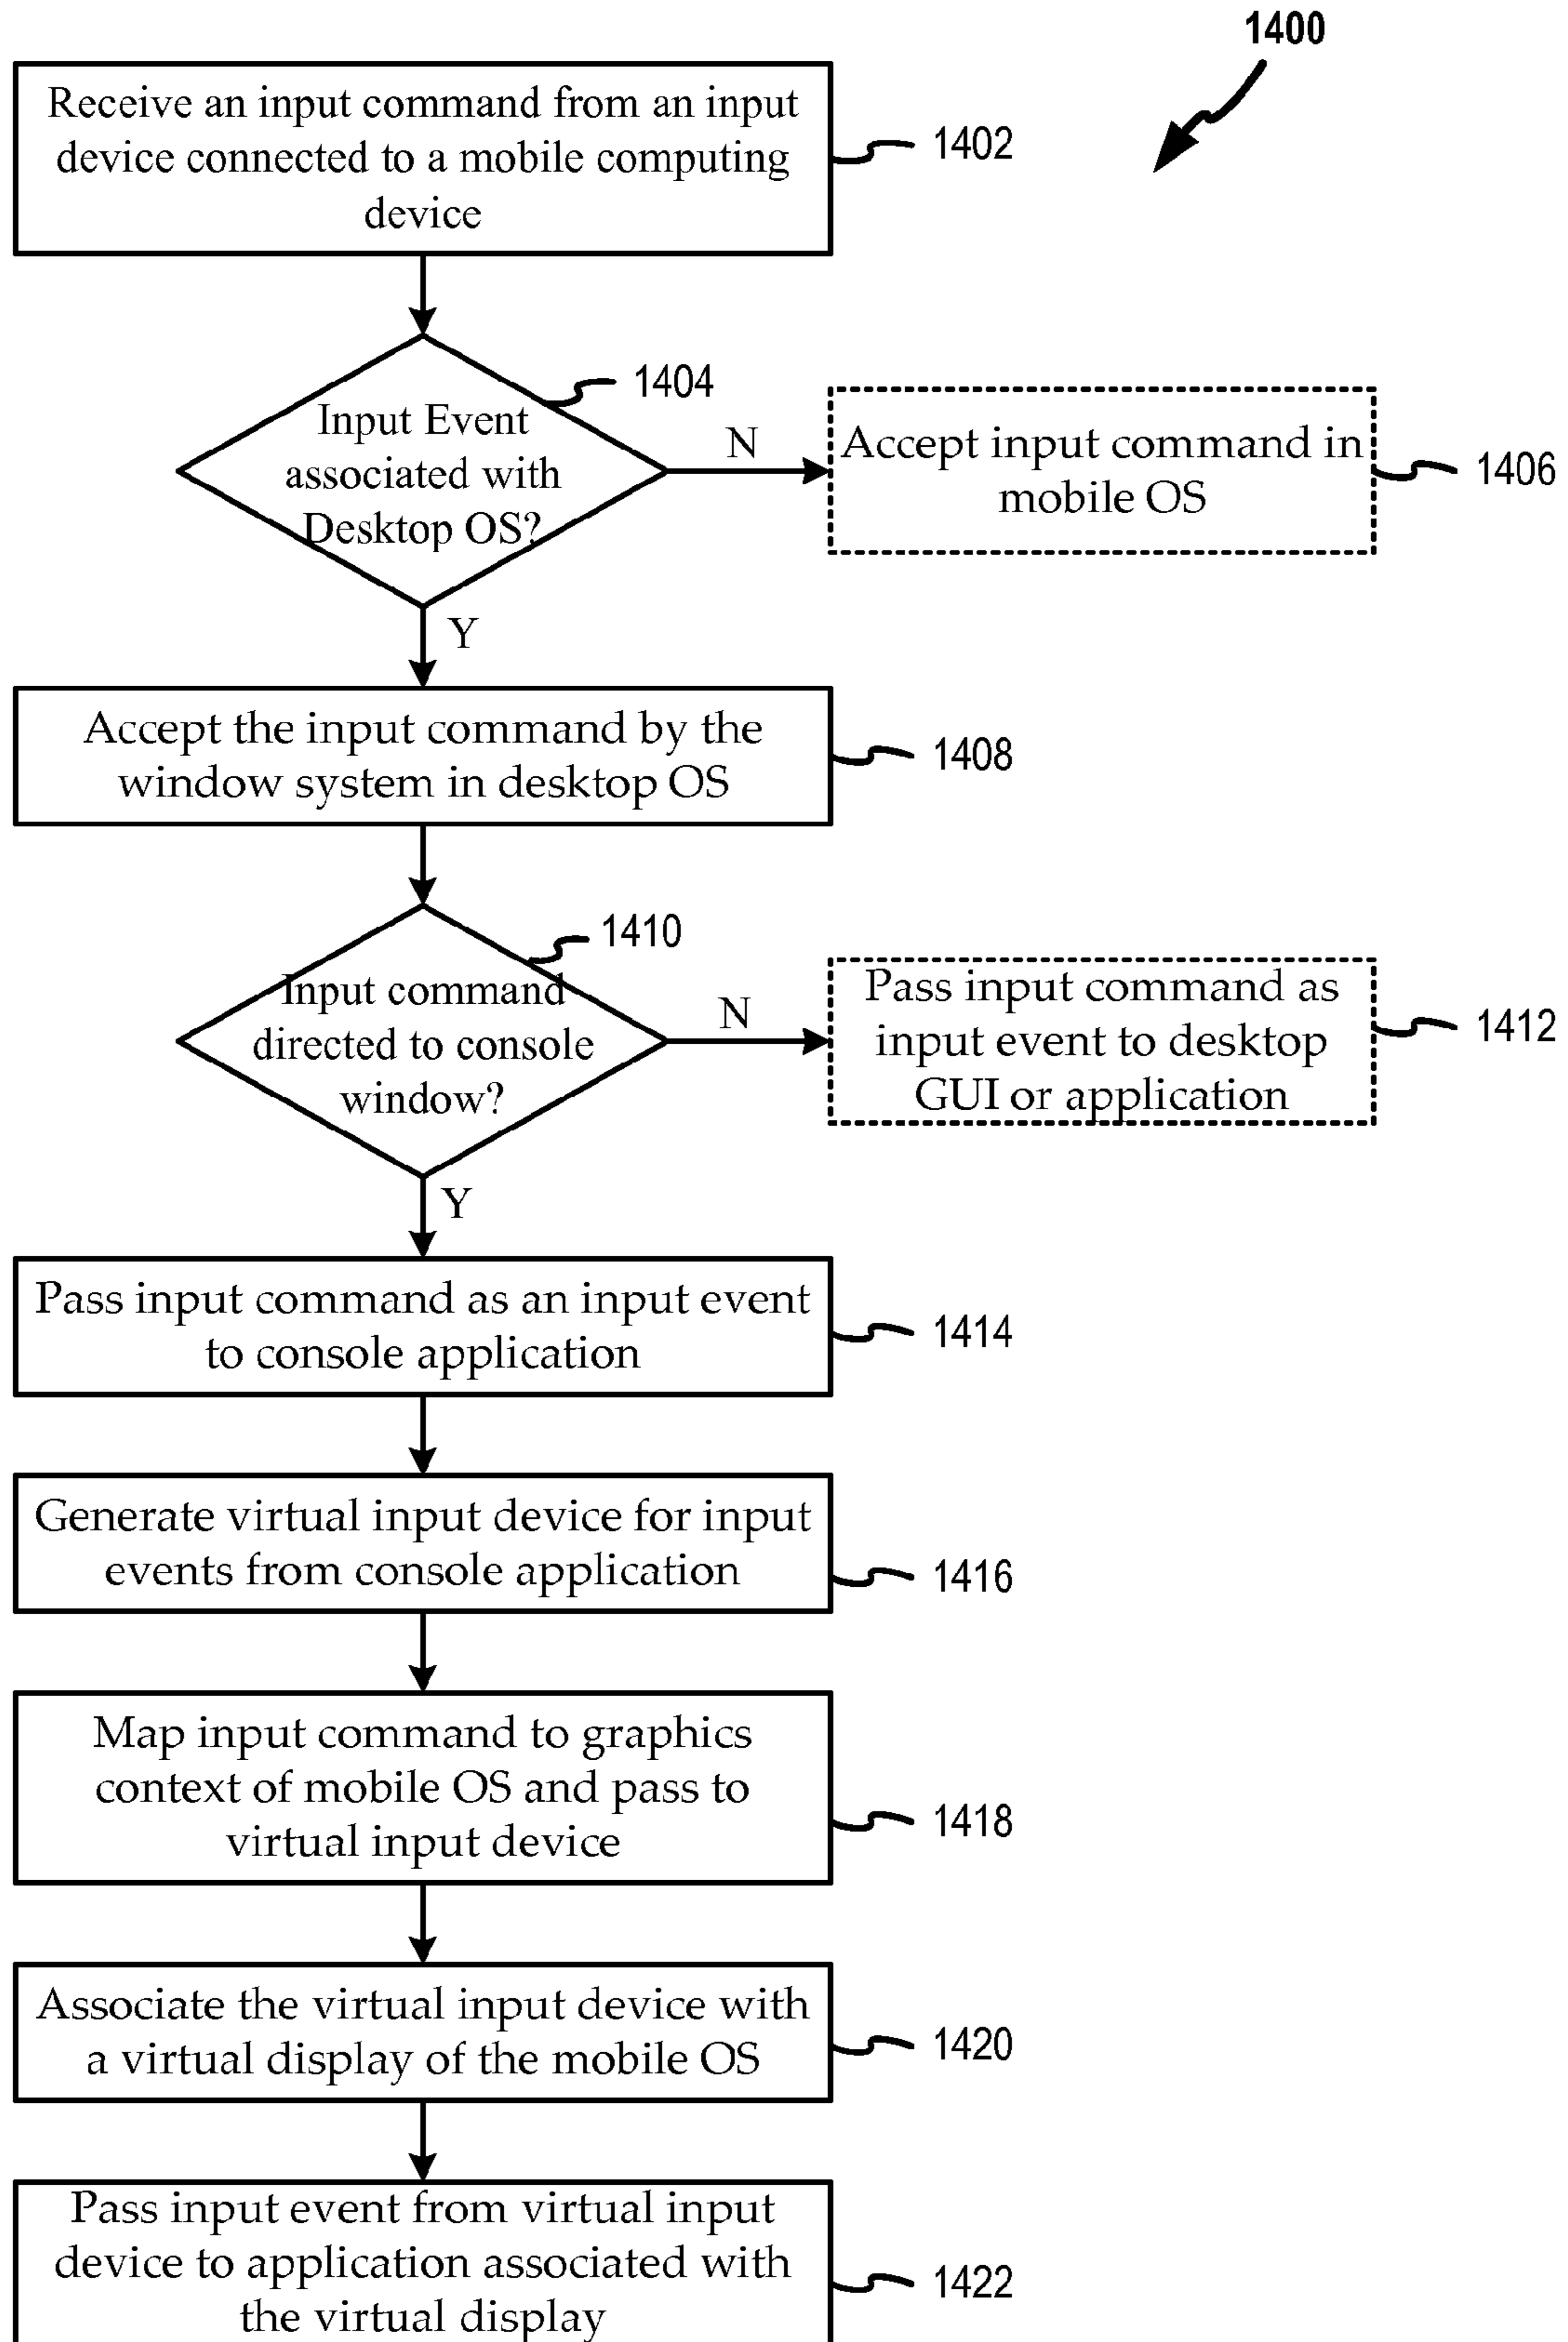 1400
Receive an input command from an input
device connected to a mobile computing
device
1402
1404
Input Event
associated with
Desktop OS?
N
Accept input command in
mobile OS
1406
Y
Accept the input command by the
window system in desktop OS
1408
1410
Input command
directed to console
window?
N
Pass input command as
input event to desktop
GUI or application
1412
Y
Pass input command as an input event
to console application
1414
Generate virtual input device for input
events from console application
1416
Map input command to graphics
context of mobile OS and pass to
virtual input device
1418
Associate the virtual input device with
a virtual display of the mobile OS
1420
Pass input event from virtual input
device to application associated with
the virtual display
1422